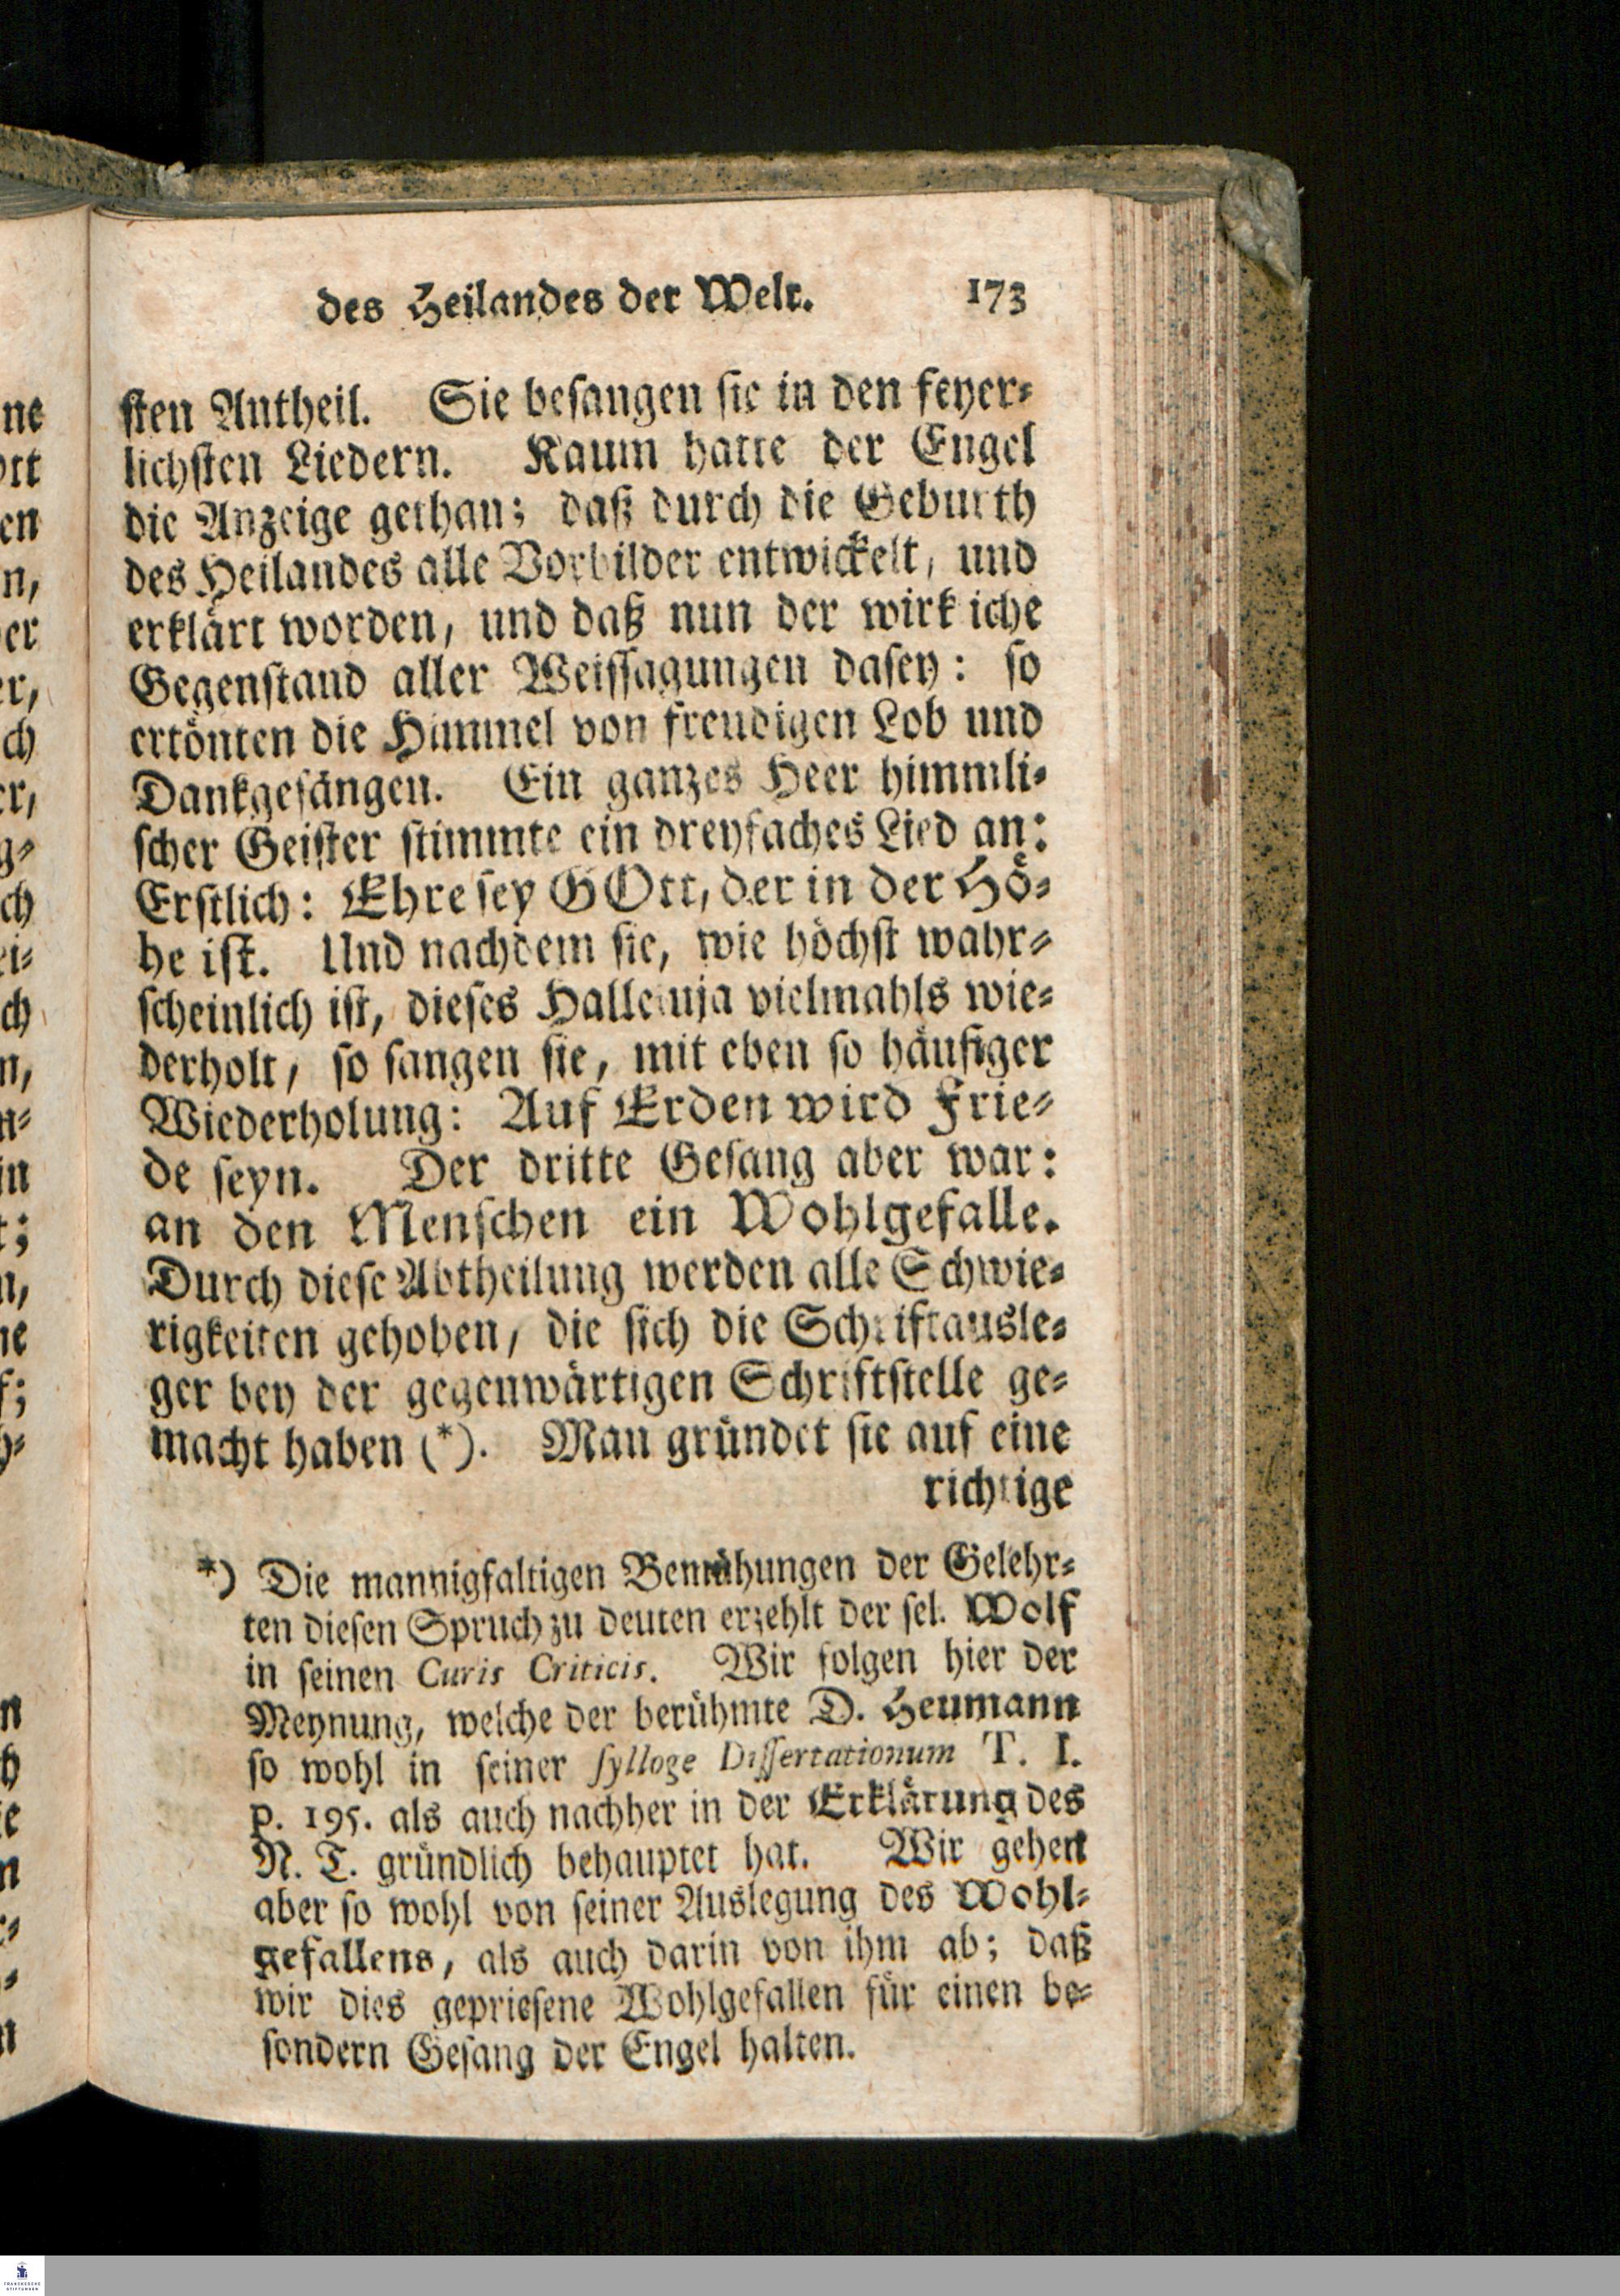 des Heilandes der Welt. 173
ſten Antheil. Sie beſangen ſie in den feyer⸗
lichſten Liedern. Kaum hatte der Engel
die Anzeige gethan; daß durch die Geburth
des Heilandes alle Vorbilder entwickelt, und
erklärt worden, und daß nun der wirkliche
Gegenſtand aller Weiſſagungen daſey: ſo
ertönten die Himmel von freudigen Lob und
Dankgeſängen. Ein ganzes Heer himmli⸗
ſcher Geiſter ſtimmte ein dreyfaches Lied an:
Erſtlich: Ehre ſey GOtt, der in der Hö⸗
he iſt. Und nachdem ſie, wie höchſt wahr⸗
ſcheinlich iſt, dieſes Halleluja vielmahls wie⸗
derholt, ſo ſangen ſie, mit eben ſo häufiger
Wiederholung: Auf Erden wird Frie⸗
de ſeyn. Der dritte Geſang aber war:
an den Menſchen ein Wohlgefalle.
Durch dieſe Abtheilung werden alle Schwie⸗
rigkeiten gehoben, die ſich die Schriftausle⸗
ger bey der gegenwärtigen Schriftſtelle ge⸗
macht haben (*). Man gründet ſie auf eine
richtige
*) Die mannigfaltigen Bemühungen der Gelehr⸗
ten dieſen Spruch zu deuten erzehlt der ſel. Wolf
in ſeinen Curis Criticis. Wir folgen hier der
Meynung, welche der berühmte D. Heumann
ſo wohl in ſeiner ſylloge Diſſertationum T. I.
p. 195. als auch nachher in der Erklärung des
N. T. gründlich behauptet hat. Wir gehen
aber ſo wohl von ſeiner Auslegung des Wohl⸗
gefallens, als auch darin von ihm ab; daß
wir dies geprieſene Wohlgefallen für einen be⸗
ſondern Geſang der Engel halten.
FRANCKESCHE
STIFTUNGEN